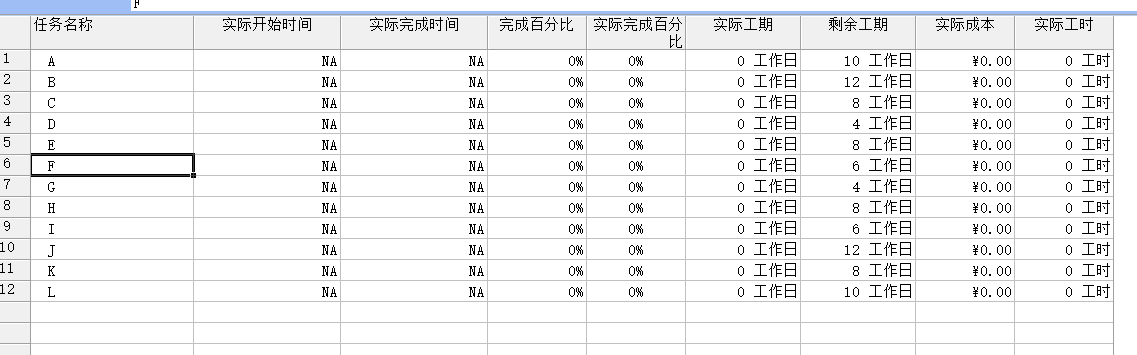 F
任务名称 实际开始时间 实际完成时间 完成百分比 实际完成百分比 实际工期 剩余工期 实际成本 实际工时
1 A NA NA 0% 0% 0 工作日 10 工作日 ¥0.00 0 工时
2 B NA NA 0% 0% 0 工作日 12 工作日 ¥0.00 0 工时
3 C NA NA 0% 0% 0 工作日 8 工作日 ¥0.00 0 工时
4 D NA NA 0% 0% 0 工作日 4 工作日 ¥0.00 0 工时
5 E NA NA 0% 0% 0 工作日 8 工作日 ¥0.00 0 工时
6 F NA NA 0% 0% 0 工作日 6 工作日 ¥0.00 0 工时
7 G NA NA 0% 0% 0 工作日 4 工作日 ¥0.00 0 工时
8 H NA NA 0% 0% 0 工作日 8 工作日 ¥0.00 0 工时
9 I NA NA 0% 0% 0 工作日 6 工作日 ¥0.00 0 工时
10 J NA NA 0% 0% 0 工作日 12 工作日 ¥0.00 0 工时
11 K NA NA 0% 0% 0 工作日 8 工作日 ¥0.00 0 工时
12 L NA NA 0% 0% 0 工作日 10 工作日 ¥0.00 0 工时